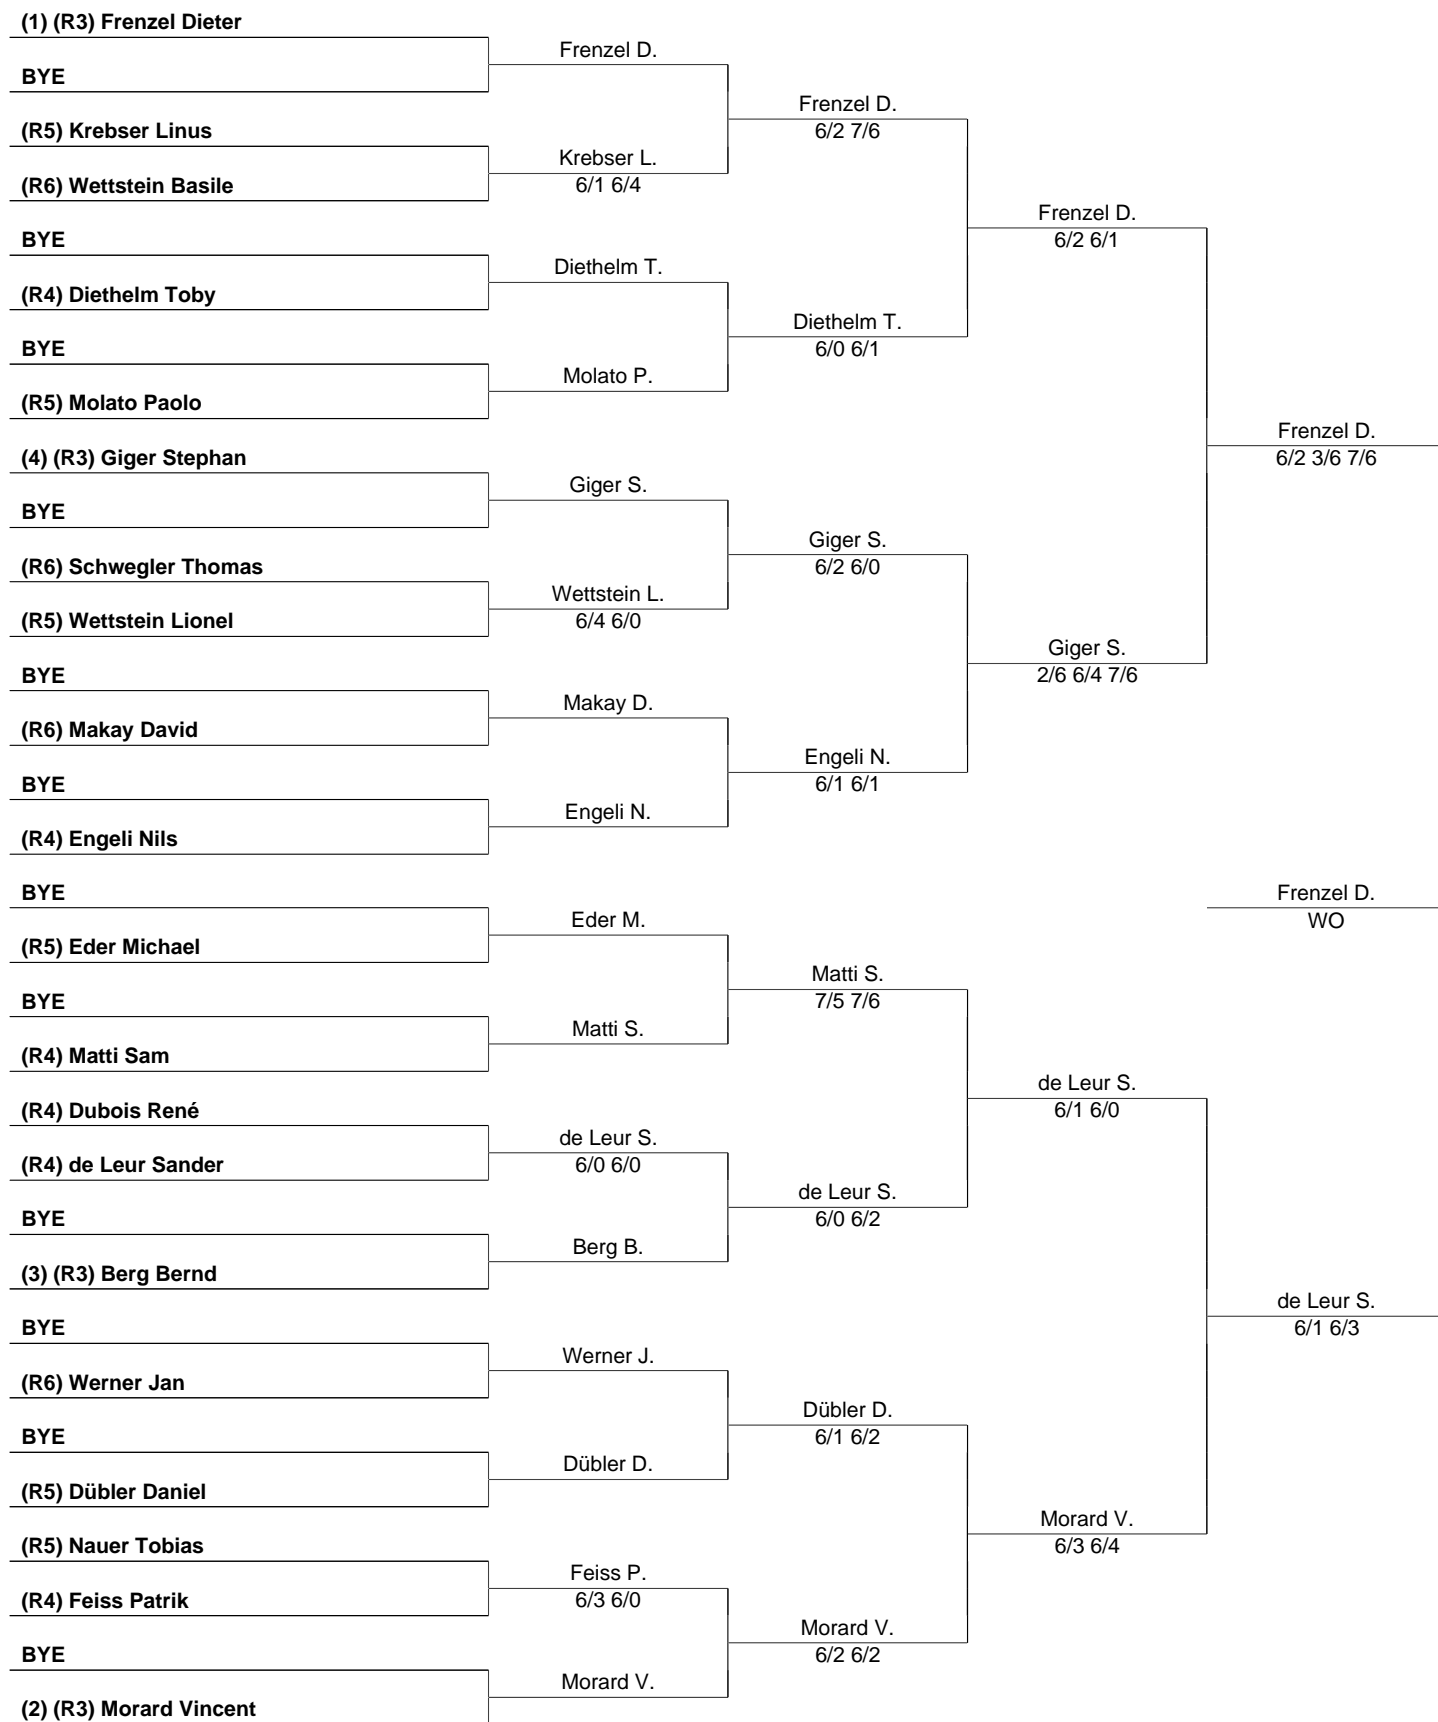 (1) (R3) Frenzel Dieter
BYE
(R5) Krebser Linus
(R6) Wettstein Basile
BYE
(R4) Diethelm Toby
BYE
(R5) Molato Paolo
(4) (R3) Giger Stephan
BYE
(R6) Schwegler Thomas
(R5) Wettstein Lionel
BYE
(R6) Makay David
BYE
(R4) Engeli Nils
BYE
(R5) Eder Michael
BYE
(R4) Matti Sam
(R4) Dubois René
(R4) de Leur Sander
BYE
(3) (R3) Berg Bernd
BYE
(R6) Werner Jan
BYE
(R5) Dübler Daniel
(R5) Nauer Tobias
(R4) Feiss Patrik
BYE
(2) (R3) Morard Vincent
Frenzel D.
Krebser L.
6/1 6/4
Diethelm T.
Molato P.
Giger S.
Wettstein L.
6/4 6/0
Makay D.
Engeli N.
Eder M.
Matti S.
de Leur S.
6/0 6/0
Berg B.
Werner J.
Dübler D.
Feiss P.
6/3 6/0
Morard V.
Frenzel D.
6/2 7/6
Diethelm T.
6/0 6/1
Giger S.
6/2 6/0
Engeli N.
6/1 6/1
Matti S.
7/5 7/6
de Leur S.
6/0 6/2
Dübler D.
6/1 6/2
Morard V.
6/2 6/2
Frenzel D.
6/2 6/1
Giger S.
2/6 6/4 7/6
de Leur S.
6/1 6/0
Morard V.
6/3 6/4
Frenzel D.
6/2 3/6 7/6
Frenzel D.
WO
de Leur S.
6/1 6/3